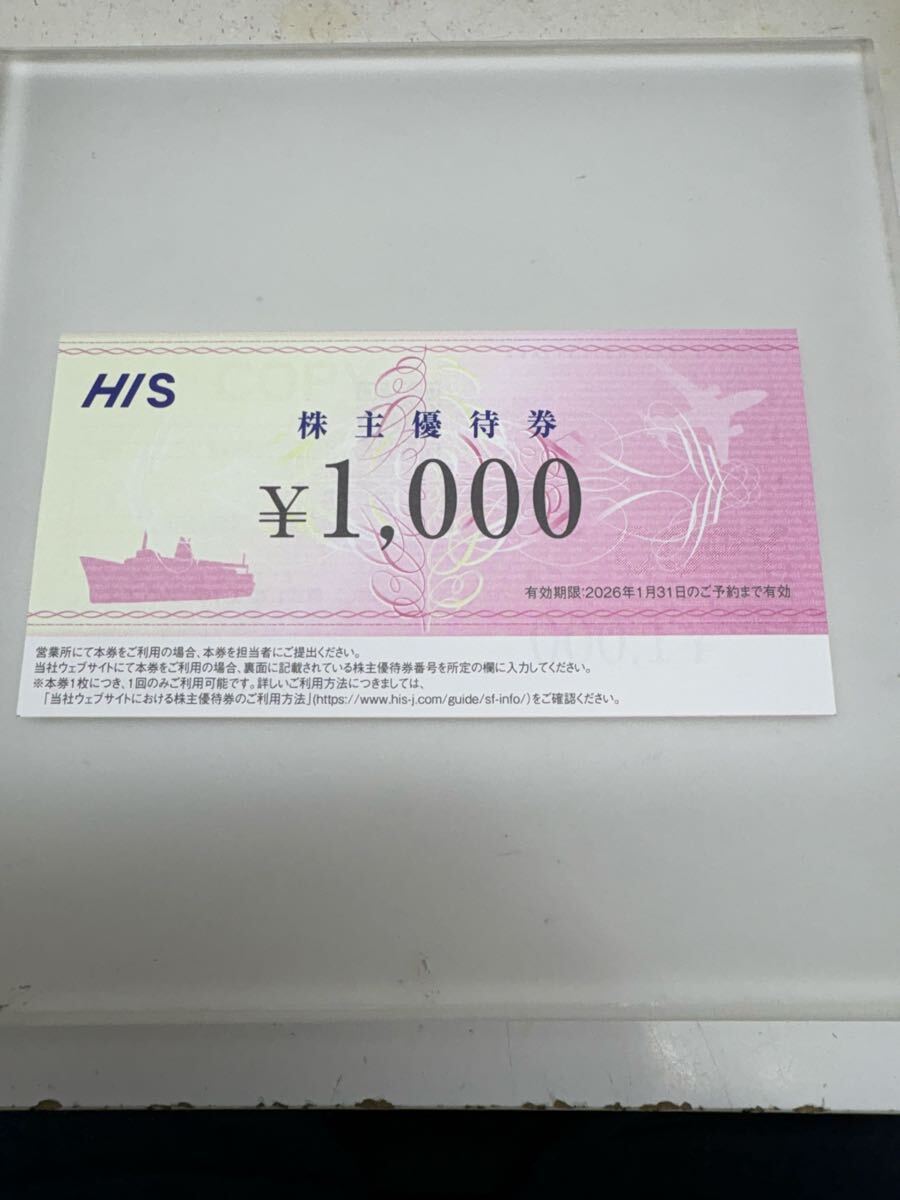 HIS
COPY
株主優待券
¥1,000
COPY
有効期限:2026年1月31日のご予約まで有効
営業所にて本券をご利用の場合、本券を担当者にご提出ください。
当社ウェブサイトにて本券をご利用の場合、裏面に記載されている株主優待券番号を所定の欄に入力してください。
※本券1枚につき、1回のみご利用可能です。詳しいご利用方法につきましては、
「当社ウェブサイトにおける株主優待券のご利用方法」(https://www.his-j.com/guide/sf-info/)をご確認ください。